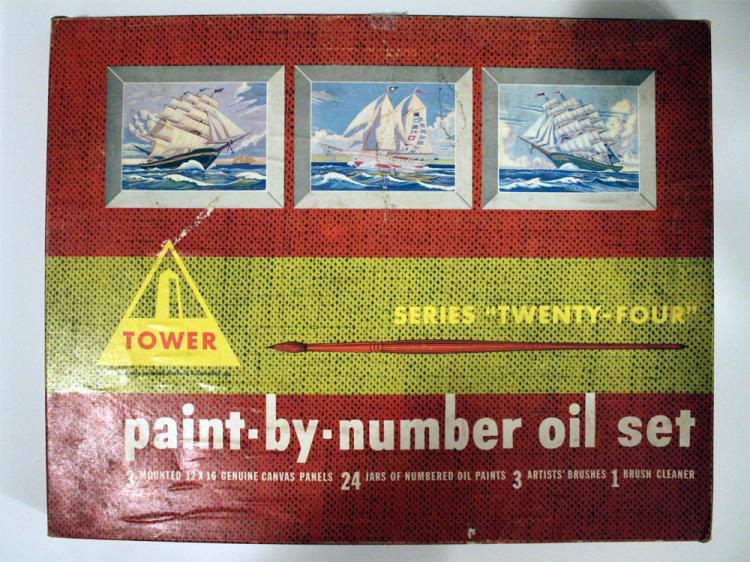 SERIES "TWENTY-FOUR"
TOWER
paint·by·number oil set
3 MOUNTED 12 X 16 GENUINE CANVAS PANELS 24 JARS OF NUMBERED OIL PAINTS 3 ARTISTS' BRUSHES 1 BRUSH CLEANER